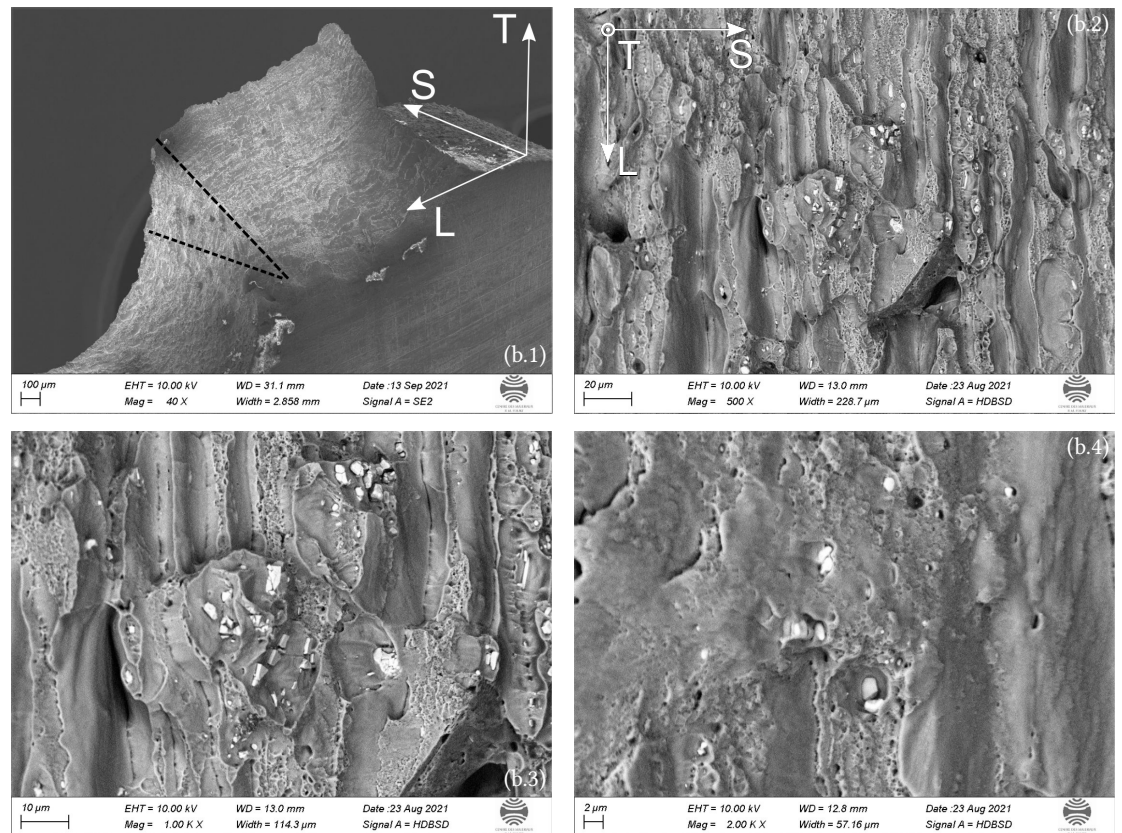 T
S
L
(b.1)
100 µm
EHT = 10.00 kV
WD = 31.1 mm
Date :13 Sep 2021
Mag = 40 X
Width = 2.858 mm
Signal A = SE2
(b.2)
T
S
L
20 µm
EHT = 10.00 kV
WD = 13.0 mm
Date :23 Aug 2021
Mag = 500 X
Width = 228.7 µm
Signal A = HDBSD
(b.3)
10 µm
EHT = 10.00 kV
WD = 13.0 mm
Date :23 Aug 2021
Mag = 1.00 K X
Width = 114.3 µm
Signal A = HDBSD
(b.4)
2 µm
EHT = 10.00 kV
WD = 12.8 mm
Date :23 Aug 2021
Mag = 2.00 K X
Width = 57.16 µm
Signal A = HDBSD